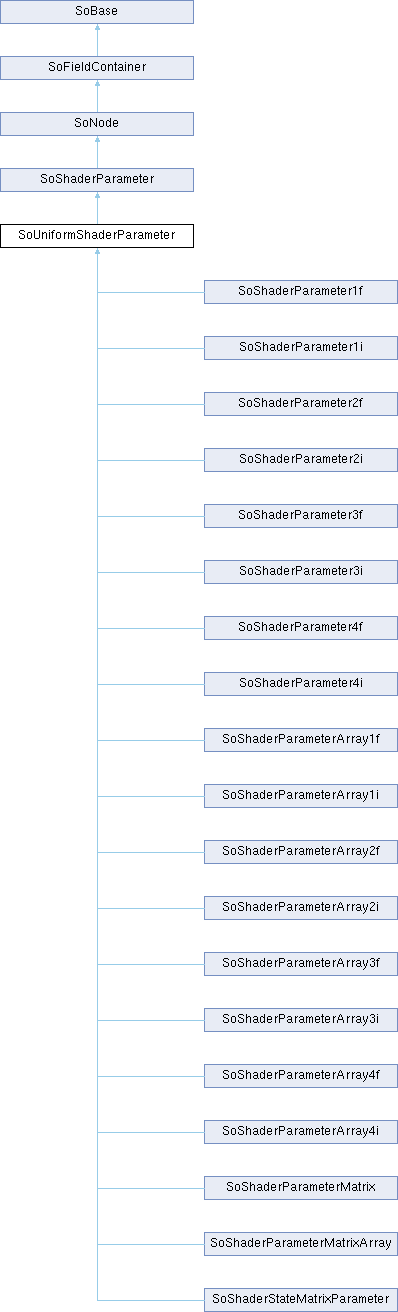 SoBase
SoFieldContainer
SoNode
SoShaderParameter
SoUniformShaderParameter
SoShaderParameter1f
SoShaderParameter1i
SoShaderParameter2f
SoShaderParameter2i
SoShaderParameter3f
SoShaderParameter3i
SoShaderParameter4f
SoShaderParameter4i
SoShaderParameterArray1f
SoShaderParameterArray1i
SoShaderParameterArray2f
SoShaderParameterArray2i
SoShaderParameterArray3f
SoShaderParameterArray3i
SoShaderParameterArray4f
SoShaderParameterArray4i
SoShaderParameterMatrix
SoShaderParameterMatrixArray
SoShaderStateMatrixParameter